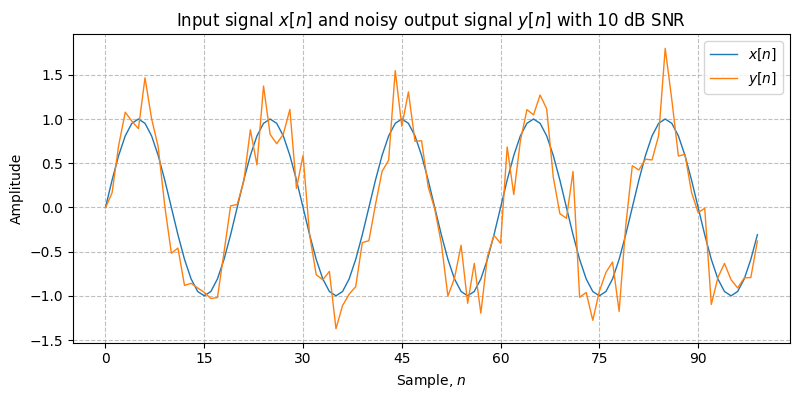 Input signal x[n] and noisy output signal y[n] with 10 dB SNR
Amplitude
1.5
1.0
0.5
0.0
−0.5
−1.0
−1.5
x[n]
y[n]
0 15 30 45 60 75 90
Sample, n